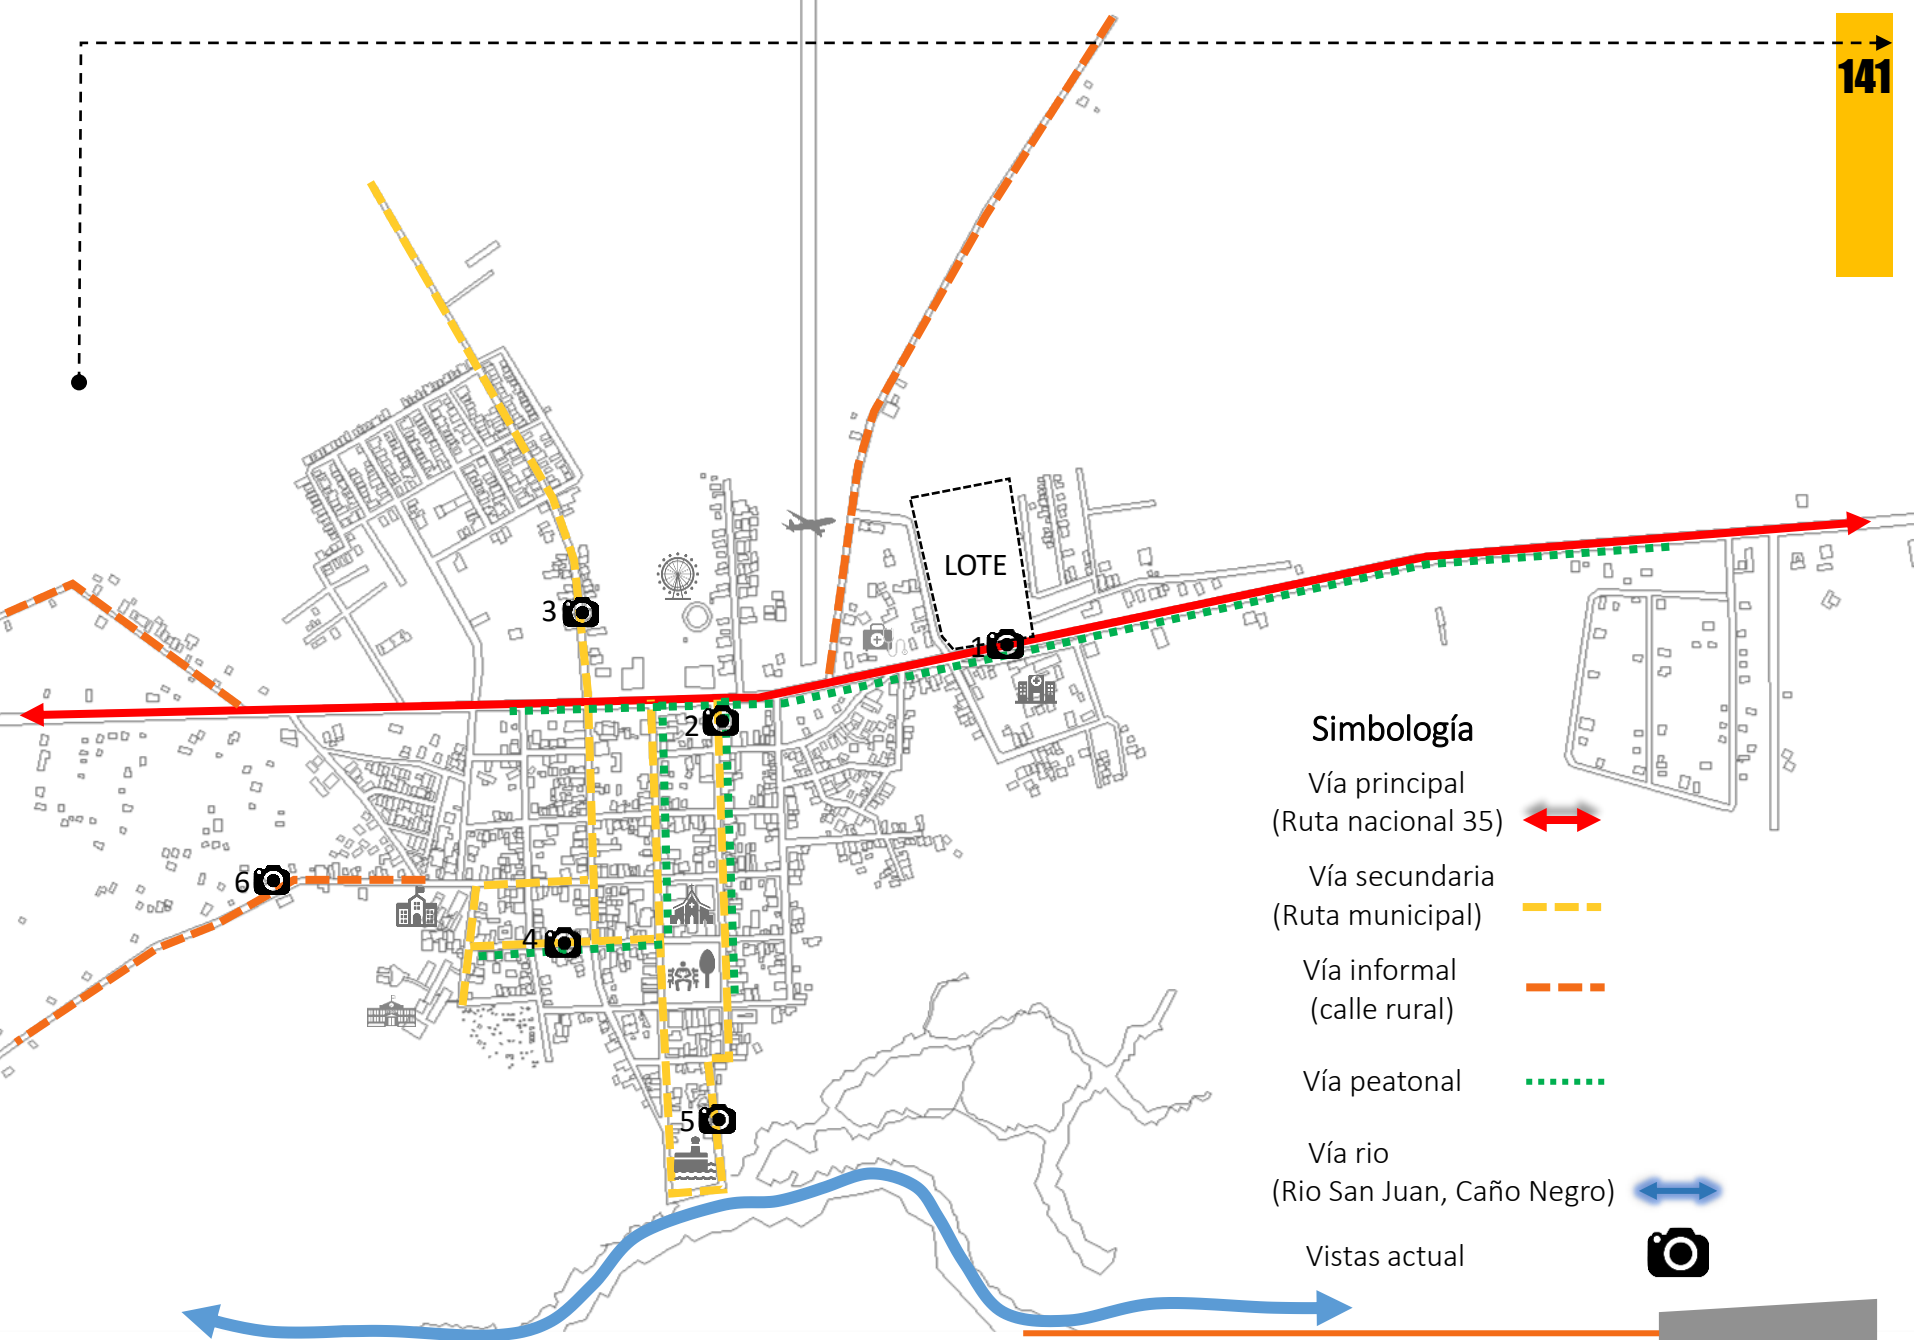 141
LOTE
3
1
2
6
4
5
Simbología
Vía principal
(Ruta nacional 35)
Vía secundaria
(Ruta municipal)
Vía informal
(calle rural)
Vía peatonal
Vía rio
(Rio San Juan, Caño Negro)
Vistas actual